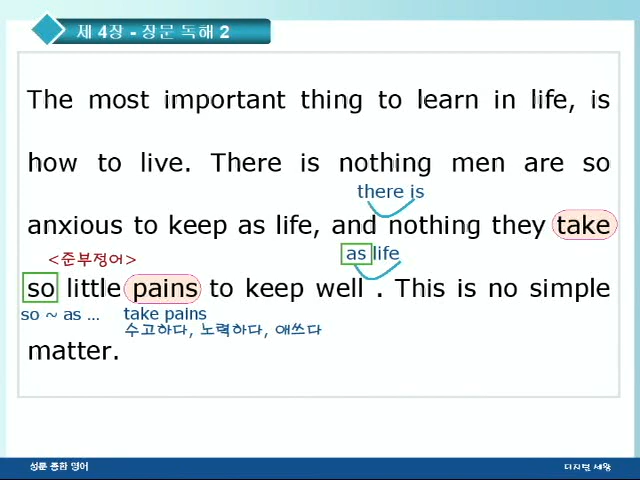 제 4장 - 장문 독해 2
The most important thing to learn in life, is
how to live. There is nothing men are so
there is
anxious to keep as life, and nothing they take
<준부정어> as life
so little pains to keep well . This is no simple
so ~ as ... take pains
수고하다, 노력하다, 애쓰다
matter.
성문 종합 영어 디지털 세왕